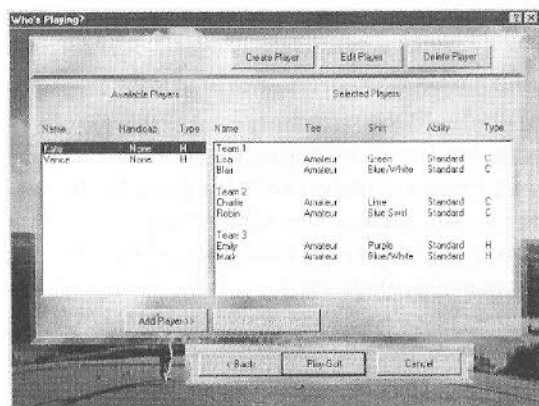 Who's Playing?
Create Player Edit Player Delete Player
Available Players Selected Players
Name Handicap Type Name Tee Shirt Ability Type
Kate None H Team 1
Vance None H Lisa Amateur Green Standard C
Blair Amateur Blue/White Standard C
Team 2
Charlie Amateur Lime Standard C
Robin Amateur Blue Swirl C
Team 3
Emily Amateur Purple Standard H
Mark Amateur Blue/White Standard H
Add Player>>
< Back Play Golf Cancel